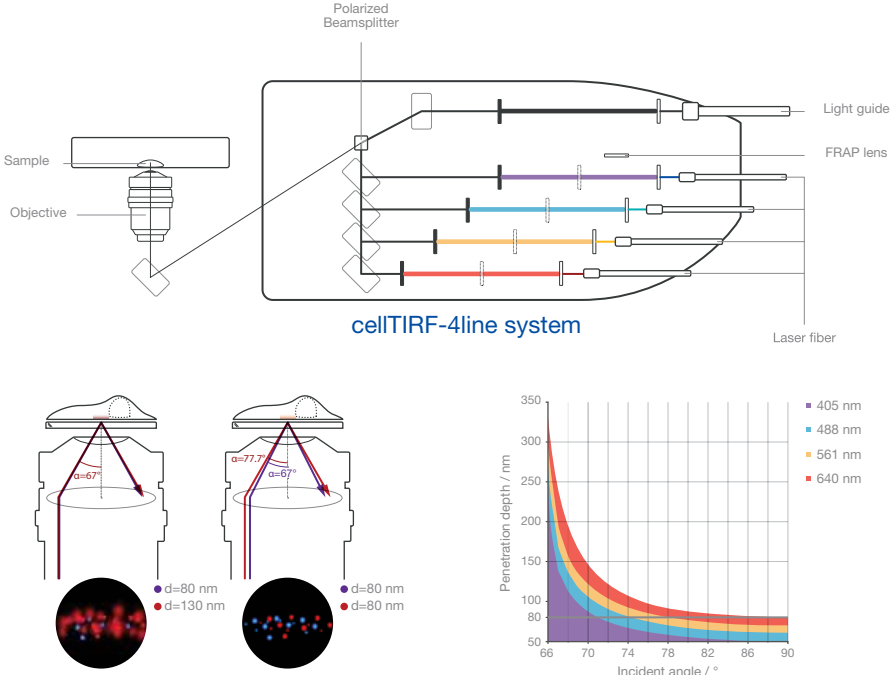 Polarized
Beamsplitter
Light guide
FRAP lens
Sample
Objective
cellTIRF-4line system
Laser fiber
α=67°
d=80 nm
d=130 nm
α=77.7°
α=67°
d=80 nm
d=80 nm
Penetration depth / nm
350
300
250
200
150
100
80
50
66 70 74 78 82 86 90
Incident angle / °
405 nm
488 nm
561 nm
640 nm